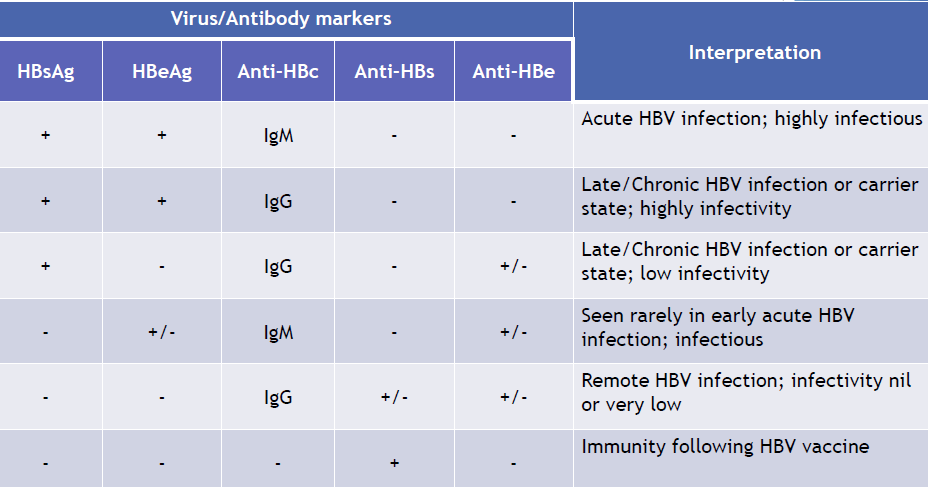 Virus/Antibody markers
Interpretation
HBsAg HBeAg Anti-HBc Anti-HBs Anti-HBe
+ + IgM - - Acute HBV infection; highly infectious
+ + IgG - - Late/Chronic HBV infection or carrier
state; highly infectivity
+ - IgG - +/- Late/Chronic HBV infection or carrier
state; low infectivity
- +/- IgM - +/- Seen rarely in early acute HBV
infection; infectious
- - IgG +/- +/- Remote HBV infection; infectivity nil
or very low
- - - + - Immunity following HBV vaccine